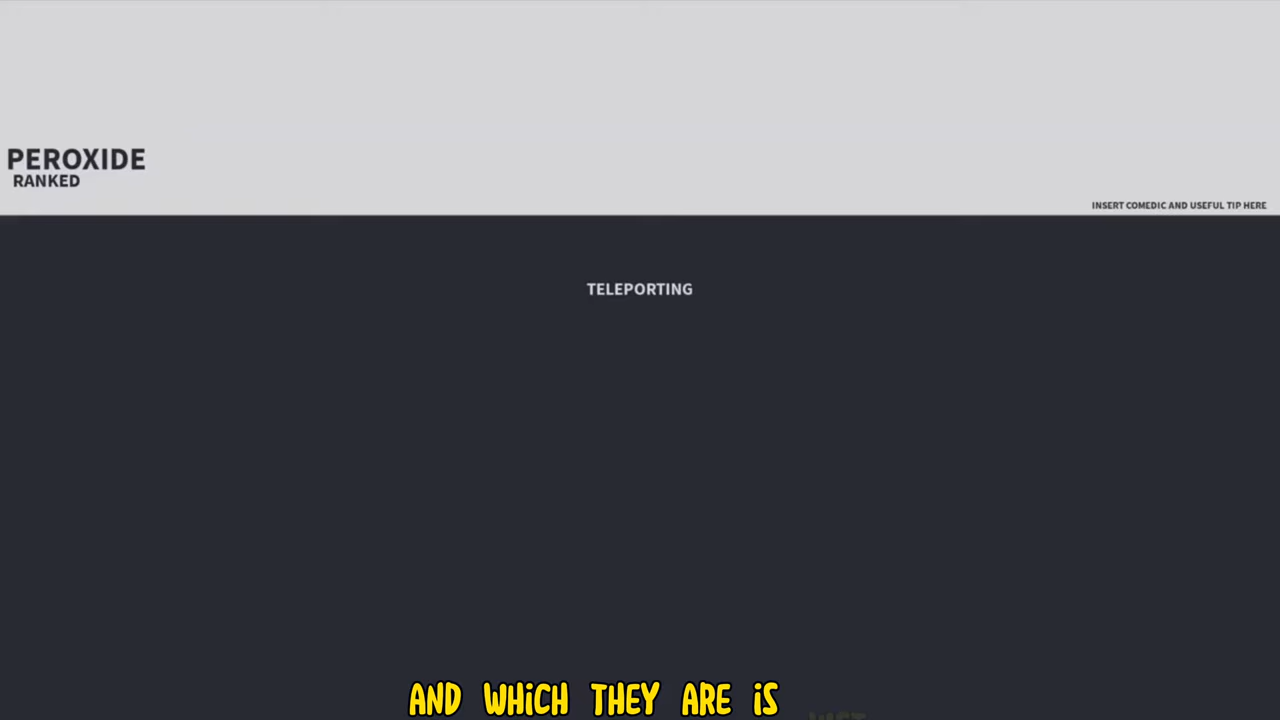 PEROXIDE
RANKED
INSERT COMEDIC AND USEFUL TIP HERE
TELEPORTING
AND WHICH THEY ARE IS